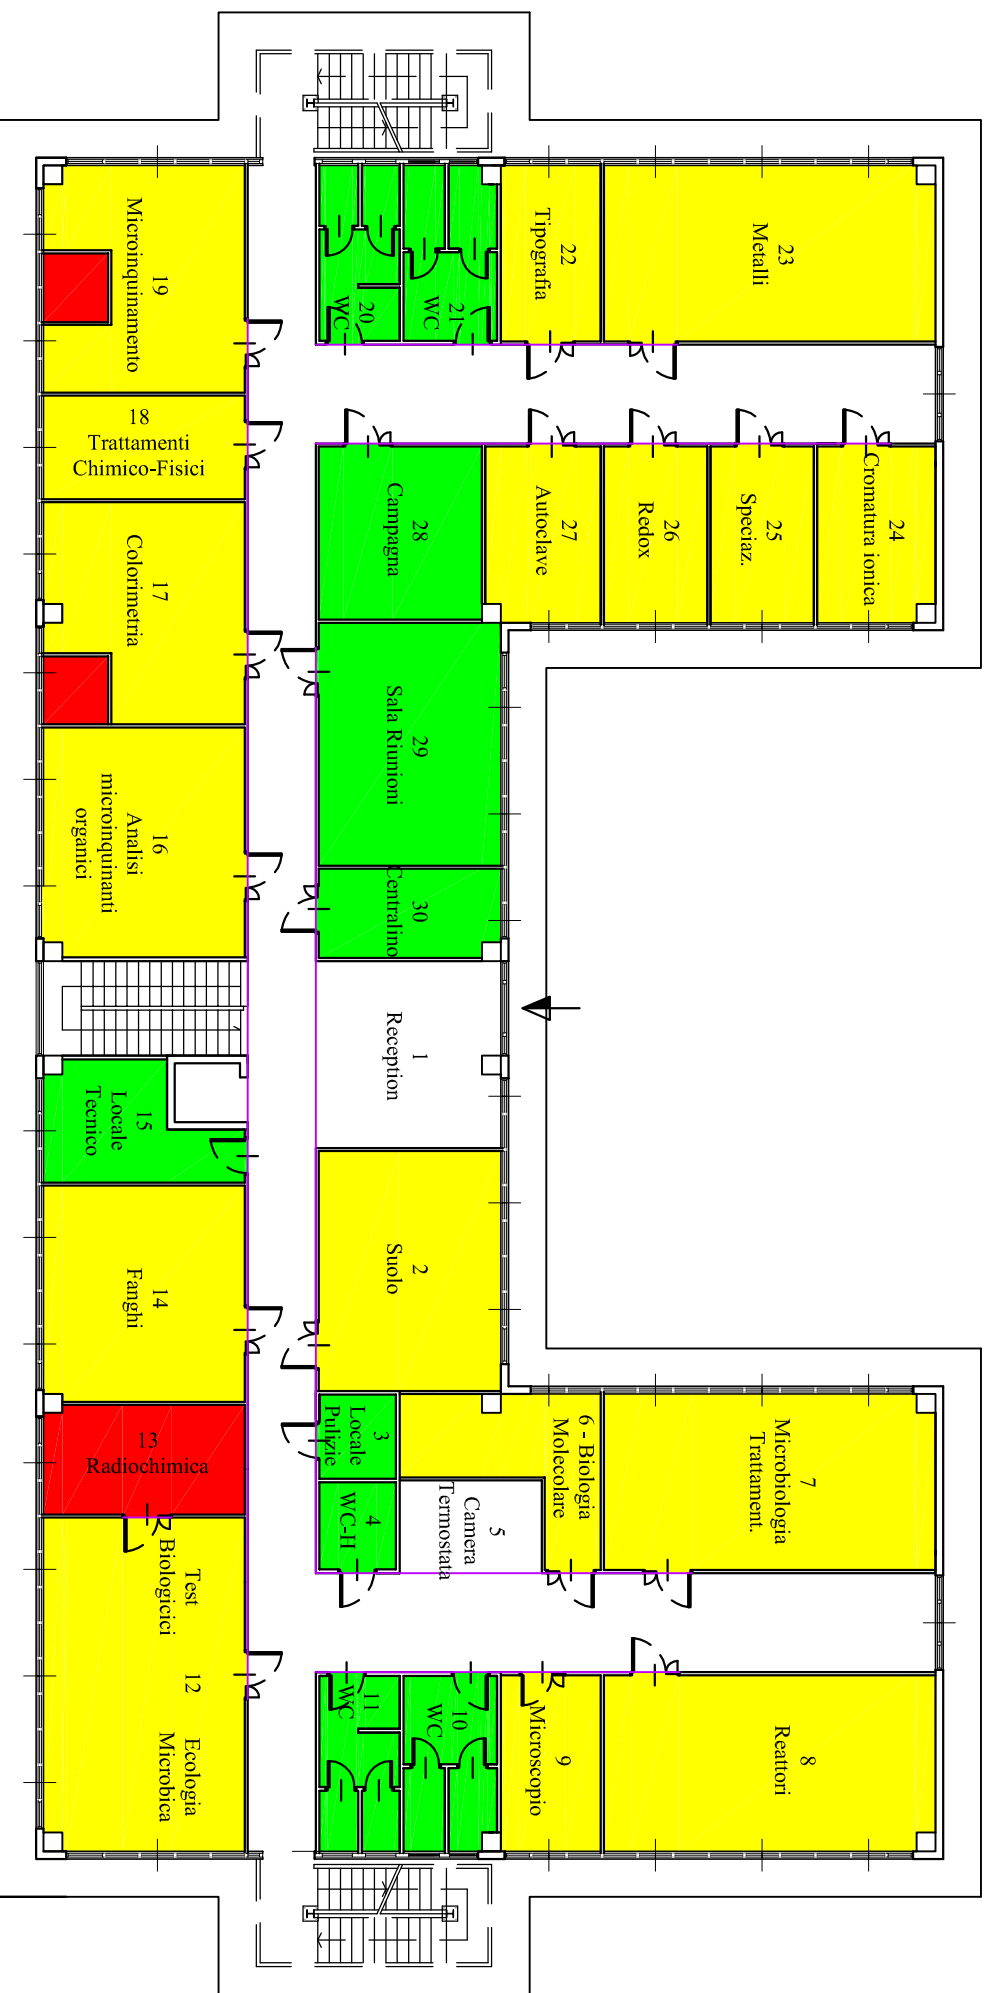 19
Microinquinamento
20
WC
21
WC
22
Tipografia
23
Metalli
18
Trattamenti
Chimico-Fisici
17
Colorimetria
28
Campagna
27
Autoclave
26
Redox
25
Speciaz.
24
Cromatura ionica
29
Sala Riunioni
16
Analisi
microinquinanti
organici
30
Centralino
1
Reception
15
Locale
Tecnico
2
Suolo
14
Fanghi
3
Locale
Pulizie
6 - Biologia
Molecolare
7
Microbiologia
Trattament.
13
Radiochimica
4
WC-H
5
Camera
Termostata
Test
Biologicici
12
Ecologia
Microbica
11
WC
10
WC
9
Microscopio
8
Reattori